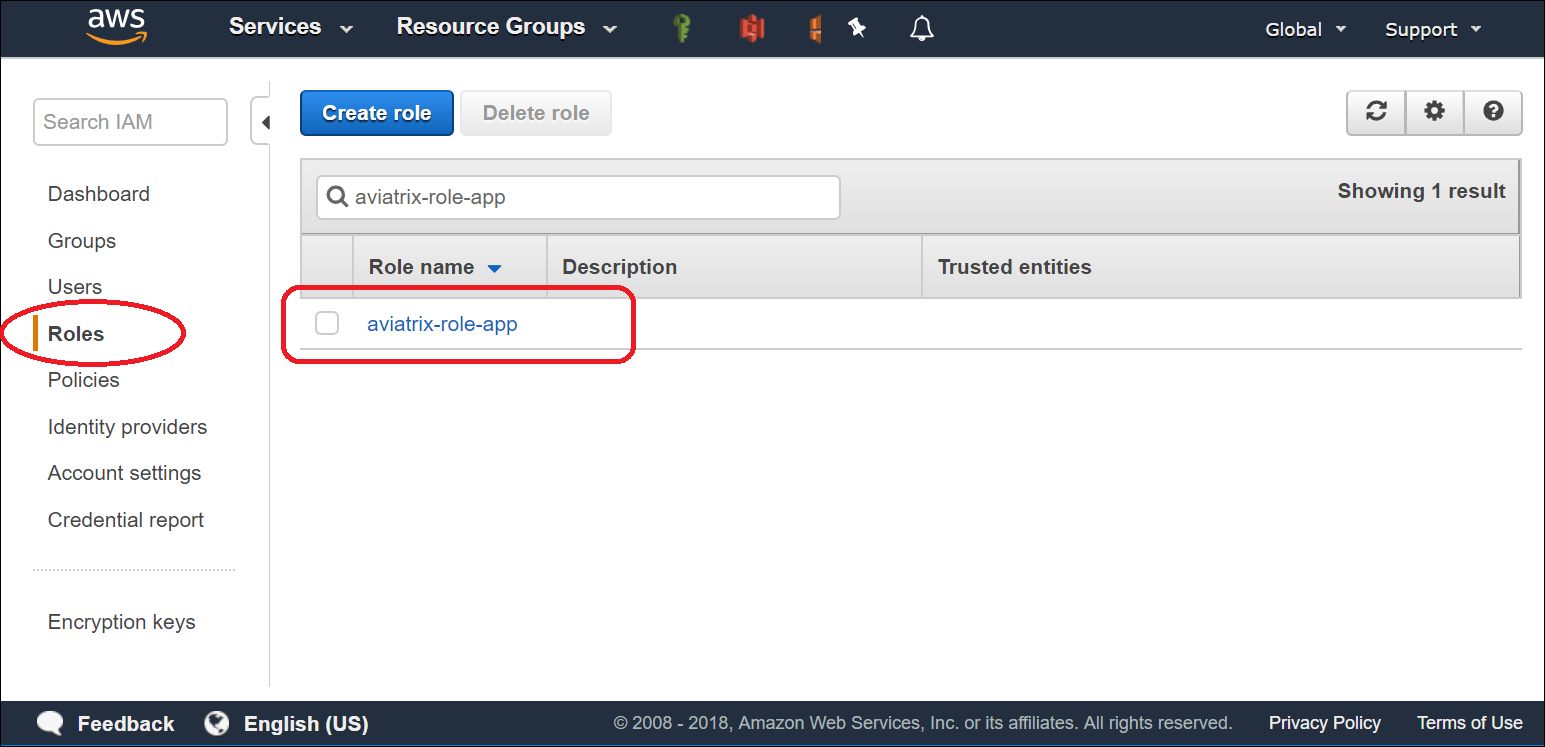 aws Services Resource Groups Global Support
Search IAM
Dashboard
Groups
Users
Roles
Policies
Identity providers
Account settings
Credential report
Encryption keys
Create role Delete role
aviatrix-role-app Showing 1 result
Role name Description Trusted entities
aviatrix-role-app
Feedback English (US) © 2008 - 2018, Amazon Web Services, Inc. or its affiliates. All rights reserved. Privacy Policy Terms of Use